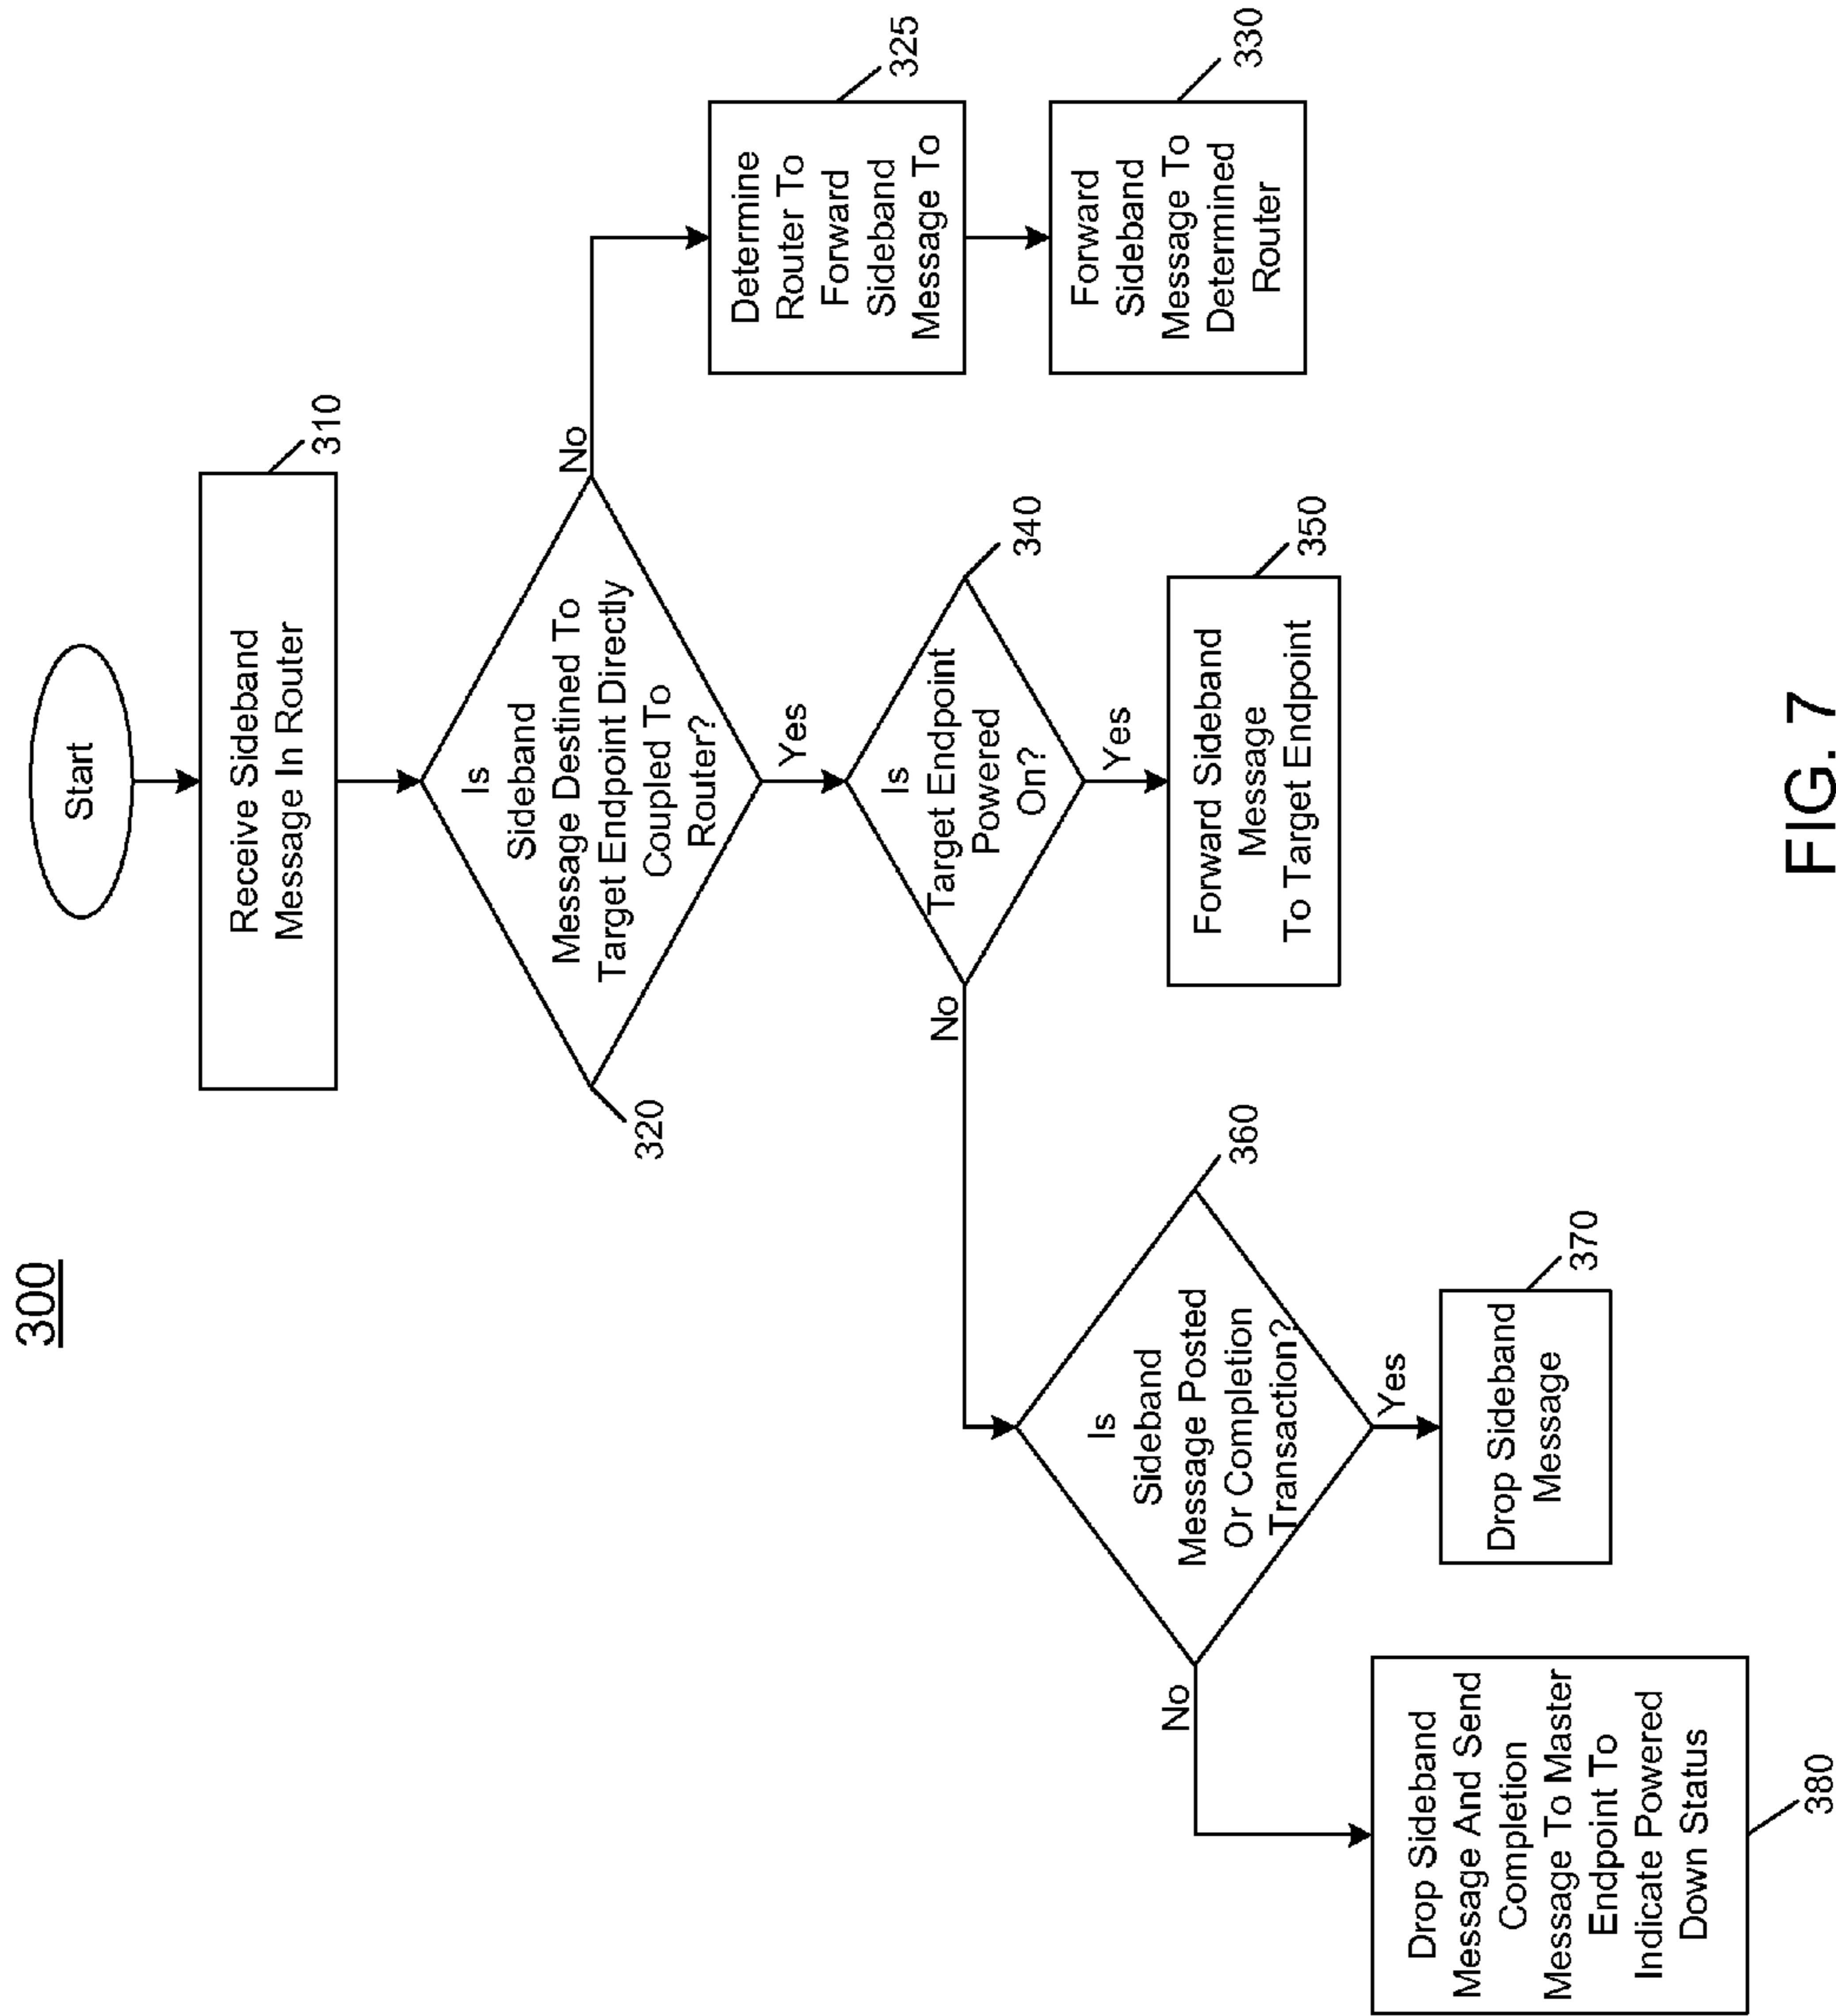 300
Start
Receive Sideband
Message In Router
310
Is
Sideband
Message Destined To
Target Endpoint Directly
Coupled To
Router?
320
No
Determine
Router To
Forward
Sideband
Message To
325
Forward
Sideband
Message To
Determined
Router
330
Yes
Is
Target Endpoint
Powered
On?
340
Yes
Forward Sideband
Message
To Target Endpoint
350
No
Is
Sideband
Message Posted
Or Completion
Transaction?
360
Yes
Drop Sideband
Message
370
No
Drop Sideband
Message And Send
Completion
Message To Master
Endpoint To
Indicate Powered
Down Status
380
FIG. 7